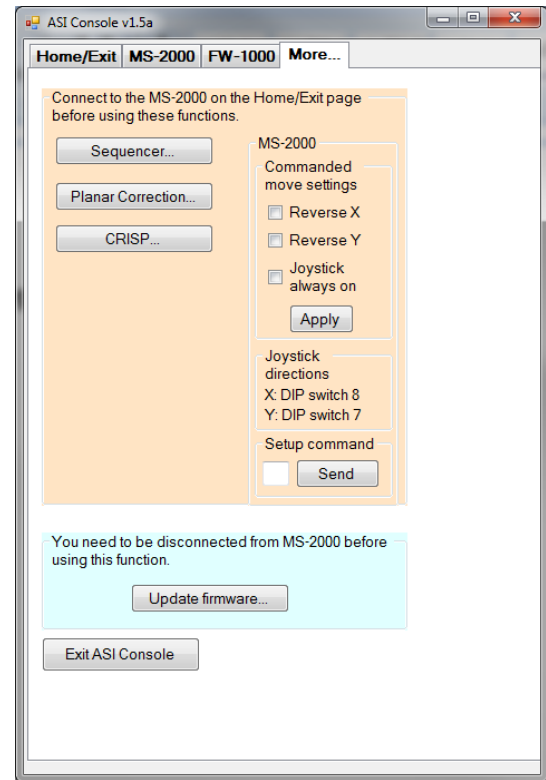 ASI Console v1.5a
Home/Exit MS-2000 FW-1000 More...
Connect to the MS-2000 on the Home/Exit page
before using these functions.
Sequencer...
Planar Correction...
CRISP...
MS-2000
Commanded
move settings
Reverse X
Reverse Y
Joystick
always on
Apply
Joystick
directions
X: DIP switch 8
Y: DIP switch 7
Setup command
Send
You need to be disconnected from MS-2000 before
using this function.
Update firmware...
Exit ASI Console